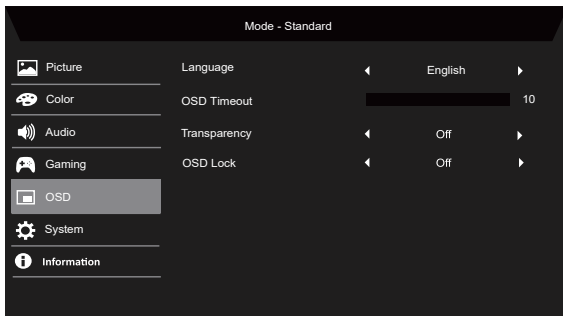 Mode - Standard
Picture
Color
Audio
Gaming
OSD
System
Information
Language
English
OSD Timeout
10
Transparency
Off
OSD Lock
Off